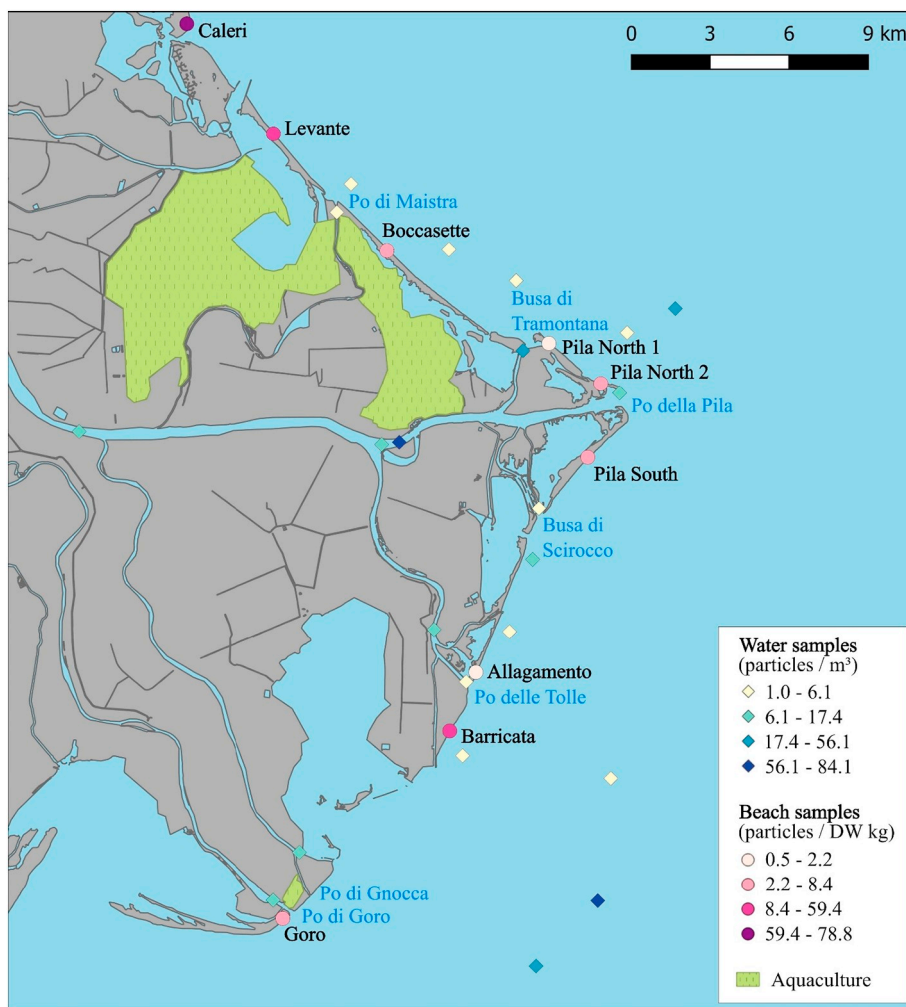 Caleri
0 3 6 9 km
Levante
Po di Maistra
Boccasette
Busa di
Tramontana
Pila North 1
Pila North 2
Po della Pila
Pila South
Busa di
Scirocco
Allagamento
Po delle Tolle
Barricata
Po di Gnocca
Po di Goro
Goro
Water samples
(particles / m³)
1.0 - 6.1
6.1 - 17.4
17.4 - 56.1
56.1 - 84.1
Beach samples
(particles / DW kg)
0.5 - 2.2
2.2 - 8.4
8.4 - 59.4
59.4 - 78.8
Aquaculture